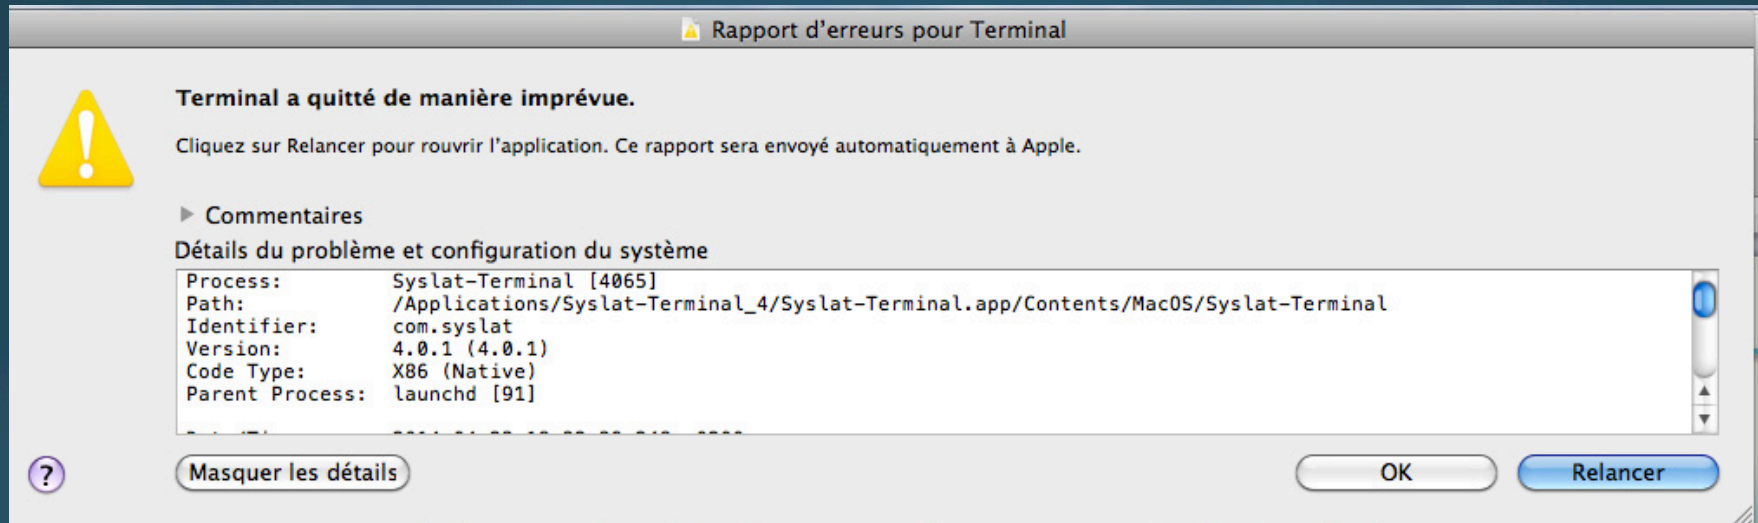 Rapport d'erreurs pour Terminal
Terminal a quitté de manière imprévue.
Cliquez sur Relancer pour rouvrir l'application. Ce rapport sera envoyé automatiquement à Apple.
Commentaires
Détails du problème et configuration du système
Process: Syslat-Terminal [4065]
Path: /Applications/Syslat-Terminal_4/Syslat-Terminal.app/Contents/MacOS/Syslat-Terminal
Identifier: com.syslat
Version: 4.0.1 (4.0.1)
Code Type: X86 (Native)
Parent Process: launchd [91]
?
Masquer les détails
OK
Relancer